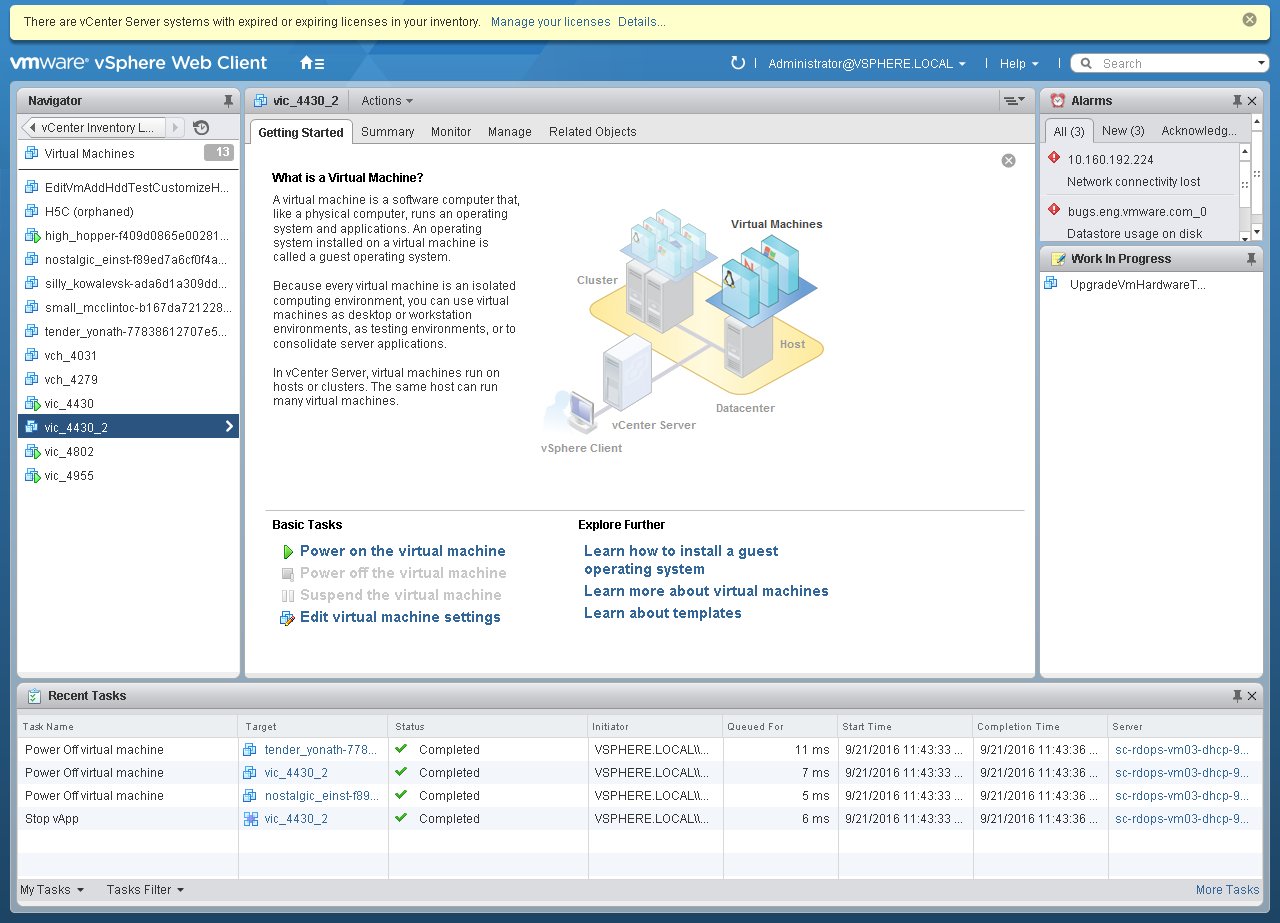 There are vCenter Server systems with expired or expiring licenses in your inventory. Manage your licenses Details...
vmware® vSphere Web Client
Administrator@VSPHERE.LOCAL
Help
Search
Navigator
vCenter Inventory L...
Virtual Machines 13
EditVmAddHddTestCustomizeH...
H5C (orphaned)
high_hopper-f409d0865e00281...
nostalgic_einst-f89ed7a6cf0f4a...
silly_kowalevsk-ada6d1a309dd...
small_mcclintoc-b167da721228...
tender_yonath-77838612707e5...
vch_4031
vch_4279
vic_4430
vic_4430_2
vic_4802
vic_4955
vic_4430_2 Actions
Getting Started Summary Monitor Manage Related Objects
What is a Virtual Machine?
A virtual machine is a software computer that,
like a physical computer, runs an operating
system and applications. An operating
system installed on a virtual machine is
called a guest operating system.
Because every virtual machine is an isolated
computing environment, you can use virtual
machines as desktop or workstation
environments, as testing environments, or to
consolidate server applications.
In vCenter Server, virtual machines run on
hosts or clusters. The same host can run
many virtual machines.
Virtual Machines
Cluster
Host
Datacenter
vCenter Server
vSphere Client
Basic Tasks
Power on the virtual machine
Power off the virtual machine
Suspend the virtual machine
Edit virtual machine settings
Explore Further
Learn how to install a guest
operating system
Learn more about virtual machines
Learn about templates
Alarms
All (3) New (3) Acknowledg...
10.160.192.224
Network connectivity lost
bugs.eng.vmware.com_0
Datastore usage on disk
Work In Progress
UpgradeVmHardwareT...
Recent Tasks
Task Name Target Status Initiator Queued For Start Time Completion Time Server
Power Off virtual machine tender_yonath-778... Completed VSPHERE.LOCAL\\... 11 ms 9/21/2016 11:43:33 ... 9/21/2016 11:43:36 ... sc-rdops-vm03-dhcp-9...
Power Off virtual machine vic_4430_2 Completed VSPHERE.LOCAL\\... 7 ms 9/21/2016 11:43:33 ... 9/21/2016 11:43:36 ... sc-rdops-vm03-dhcp-9...
Power Off virtual machine nostalgic_einst-f89... Completed VSPHERE.LOCAL\\... 5 ms 9/21/2016 11:43:33 ... 9/21/2016 11:43:36 ... sc-rdops-vm03-dhcp-9...
Stop vApp vic_4430_2 Completed VSPHERE.LOCAL\\... 6 ms 9/21/2016 11:43:33 ... 9/21/2016 11:43:36 ... sc-rdops-vm03-dhcp-9...
My Tasks Tasks Filter More Tasks